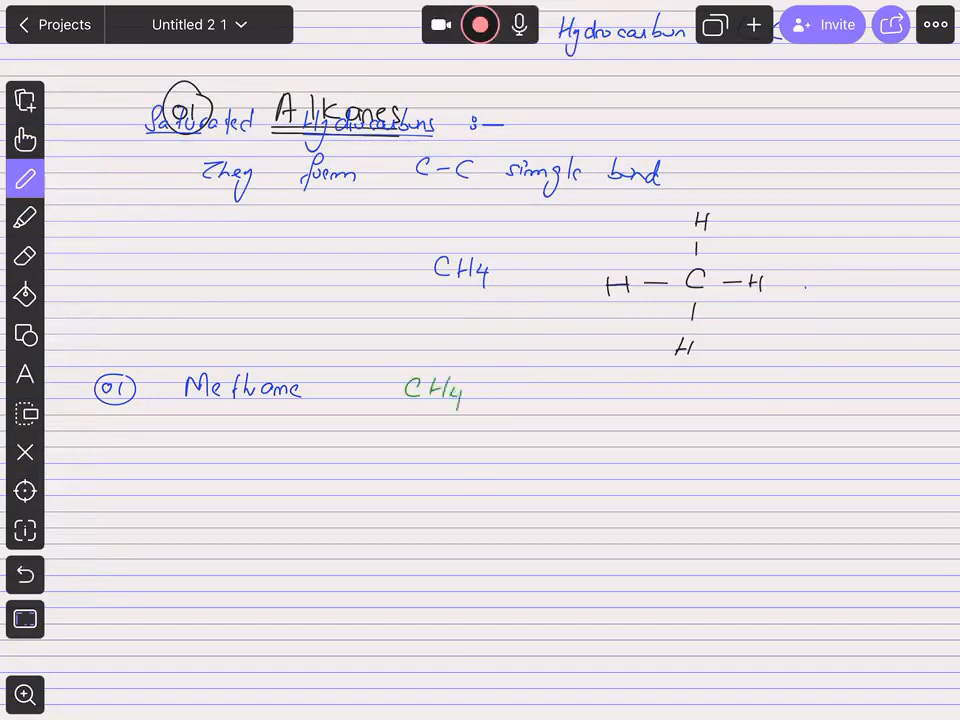 Projects Untitled 2 1 Invite
Hydrocarbon
01 Alkanes
Saturated Hydrocarbons :—
They form C-C single bond
H
|
CH4 H — C — H
|
H
01 Methane CH4